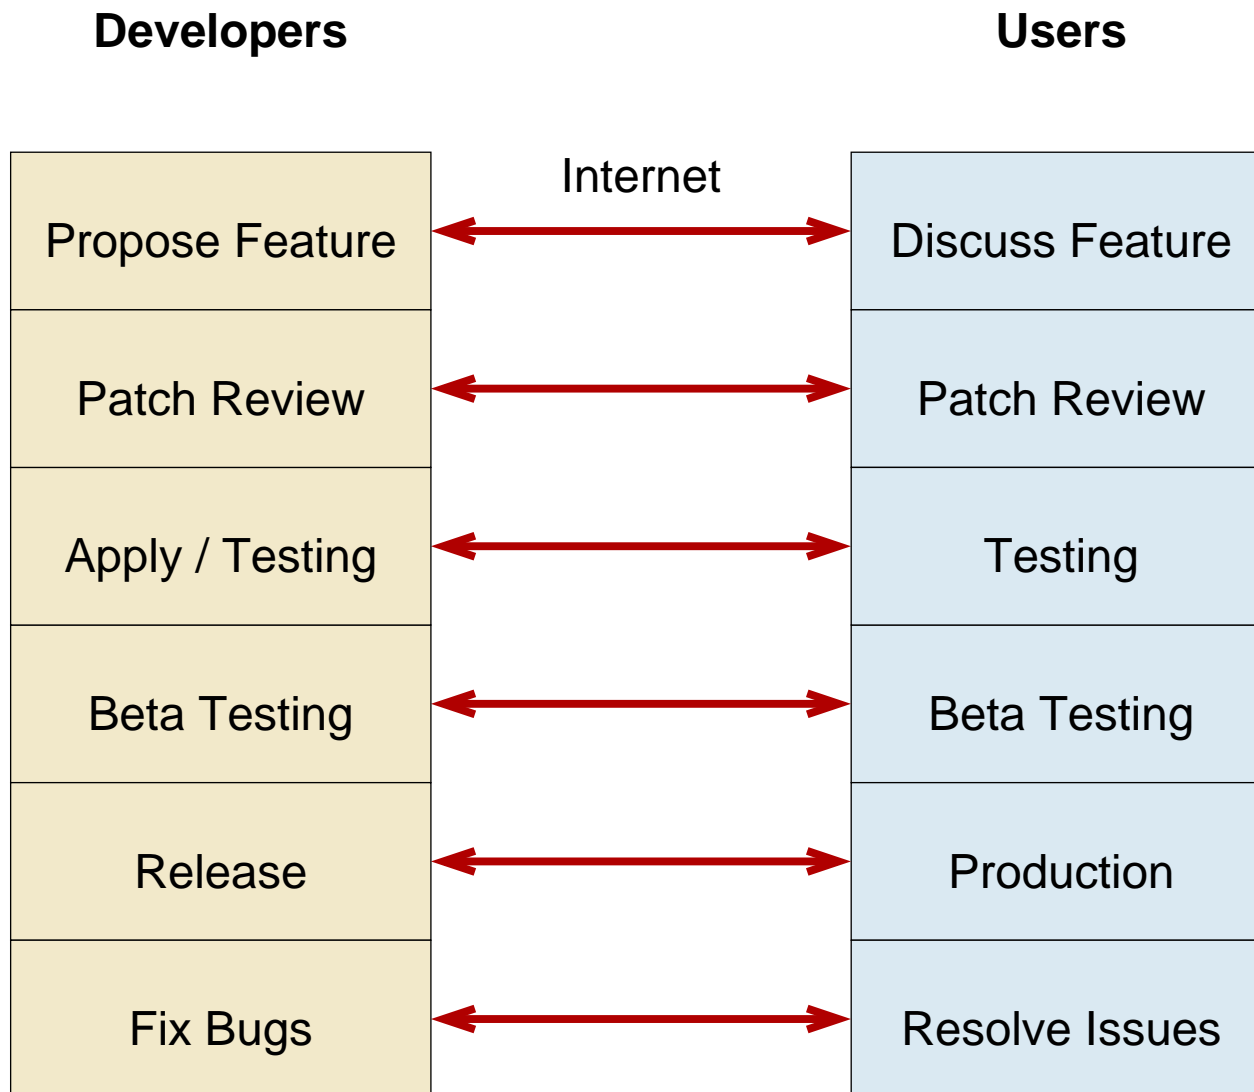 Developers
Users
Internet
Propose Feature
Discuss Feature
Patch Review
Patch Review
Apply / Testing
Testing
Beta Testing
Beta Testing
Release
Production
Fix Bugs
Resolve Issues